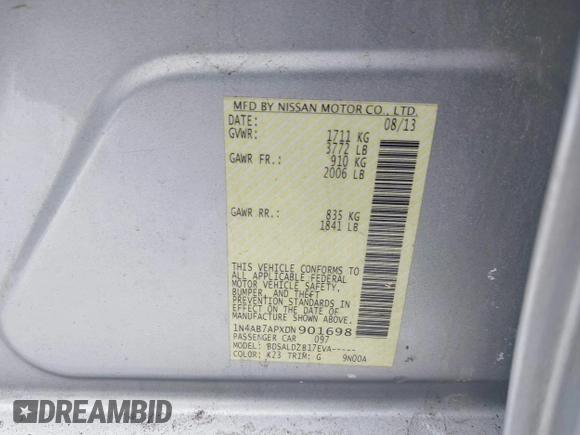 MFD BY NISSAN MOTOR CO., LTD.
DATE: 08/13
GVWR: 1711 KG
3772 LB
GAWR FR.: 910 KG
2006 LB
GAWR RR.: 835 KG
1841 LB
THIS VEHICLE CONFORMS TO
ALL APPLICABLE FEDERAL
MOTOR VEHICLE SAFETY,
BUMPER, AND THEFT
PREVENTION STANDARDS IN
EFFECT ON THE DATE OF
MANUFACTURE SHOWN ABOVE.
1N4AB7APXDN901698
PASSENGER CAR 097
MODEL: BDSALDZB17EVA-----
COLOR: K23 TRIM: G 9N00A
DREAMBID